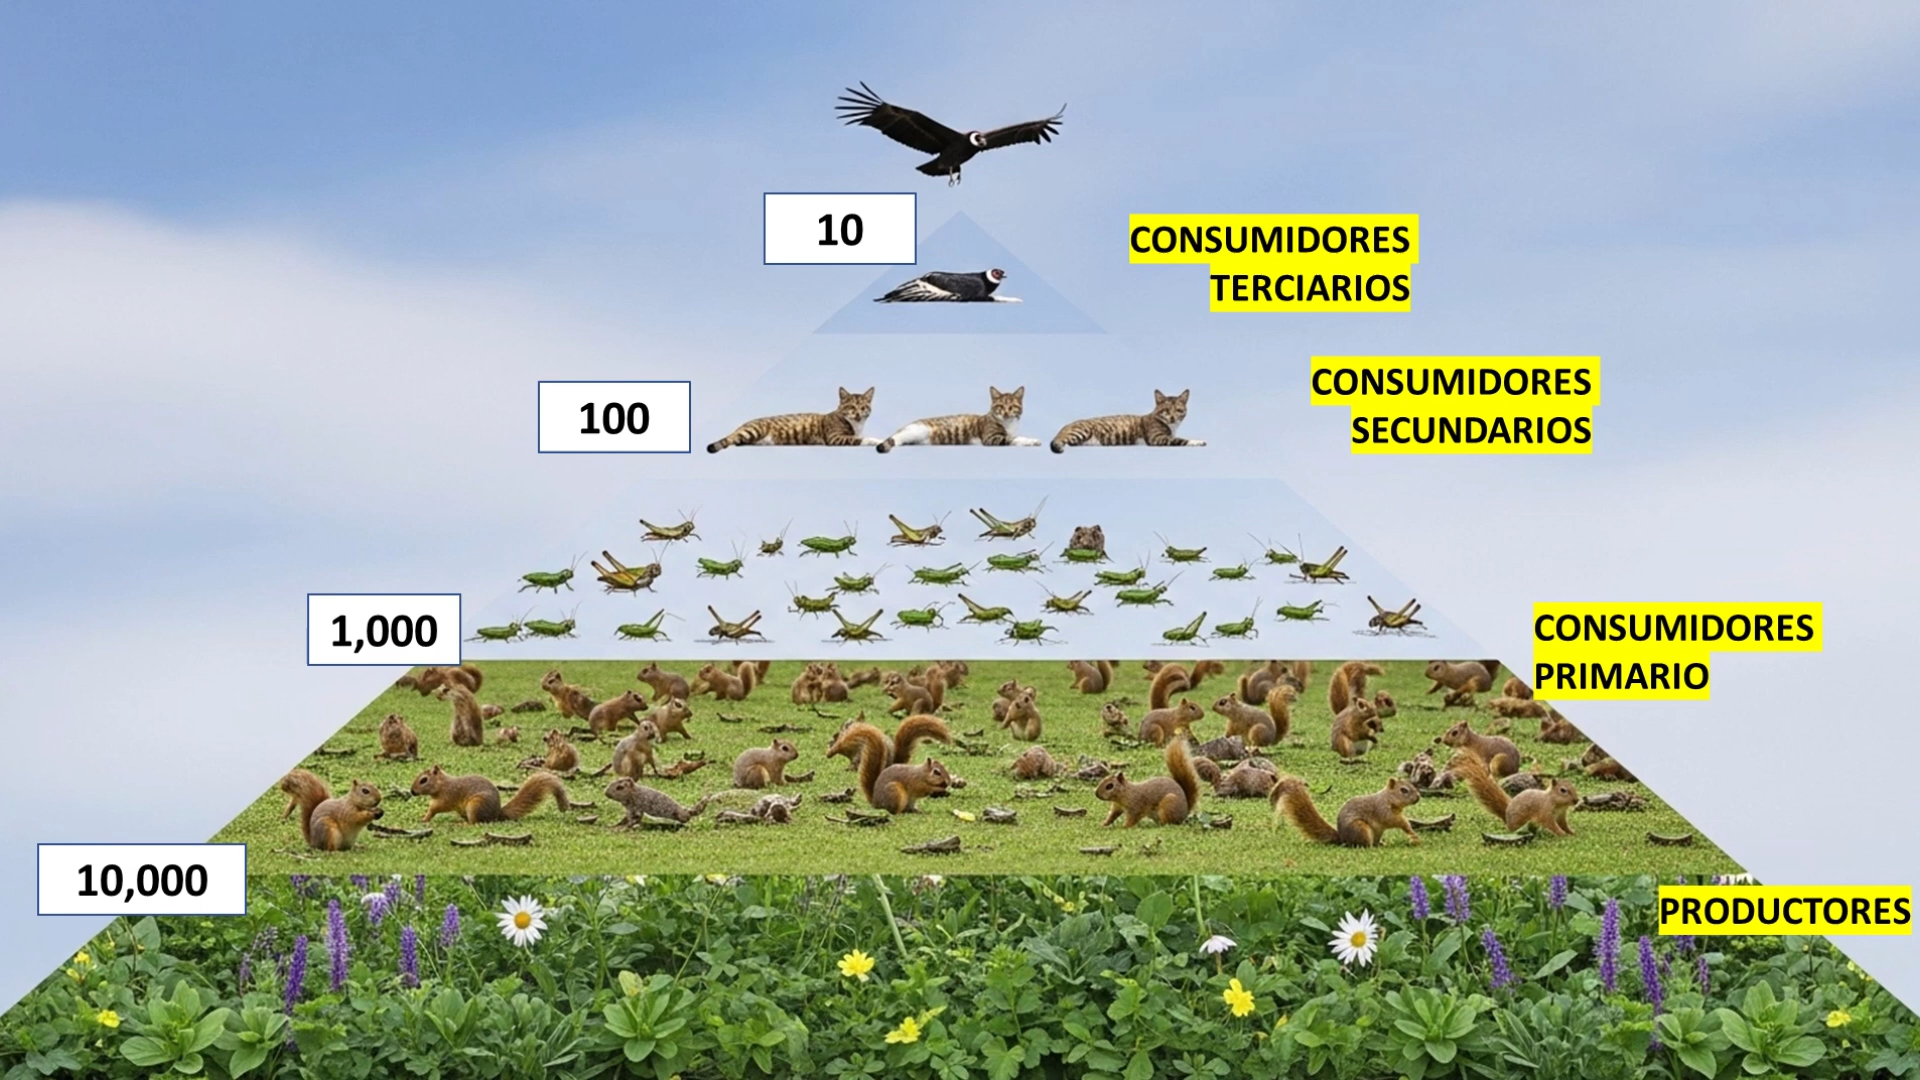 10
CONSUMIDORES
TERCIARIOS
100
CONSUMIDORES
SECUNDARIOS
1,000
CONSUMIDORES
PRIMARIO
10,000
PRODUCTORES